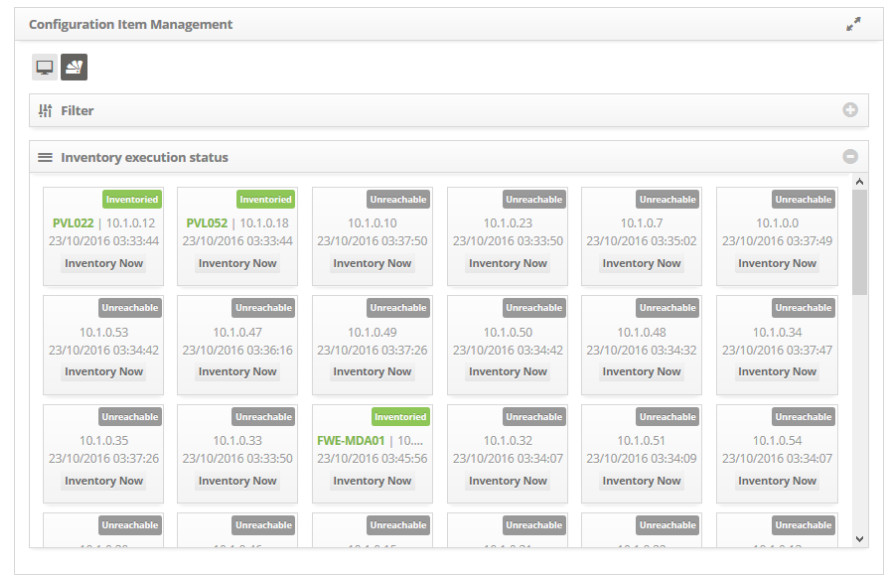 Configuration Item Management
Filter
Inventory execution status
Inventoried Inventoried Unreachable Unreachable Unreachable Unreachable
PVL022 | 10.1.0.12 PVL052 | 10.1.0.18 10.1.0.10 10.1.0.23 10.1.0.7 10.1.0.0
23/10/2016 03:33:44 23/10/2016 03:33:44 23/10/2016 03:37:50 23/10/2016 03:33:50 23/10/2016 03:35:02 23/10/2016 03:37:49
Inventory Now Inventory Now Inventory Now Inventory Now Inventory Now Inventory Now
Unreachable Unreachable Unreachable Unreachable Unreachable Unreachable
10.1.0.53 10.1.0.47 10.1.0.49 10.1.0.50 10.1.0.48 10.1.0.34
23/10/2016 03:34:42 23/10/2016 03:36:16 23/10/2016 03:37:26 23/10/2016 03:34:42 23/10/2016 03:34:32 23/10/2016 03:37:47
Inventory Now Inventory Now Inventory Now Inventory Now Inventory Now Inventory Now
Unreachable Unreachable Inventoried Unreachable Unreachable Unreachable
10.1.0.35 10.1.0.33 FWE-MDA01 | 10.... 10.1.0.32 10.1.0.51 10.1.0.54
23/10/2016 03:37:26 23/10/2016 03:33:50 23/10/2016 03:45:56 23/10/2016 03:34:07 23/10/2016 03:34:09 23/10/2016 03:34:07
Inventory Now Inventory Now Inventory Now Inventory Now Inventory Now Inventory Now
Unreachable Unreachable Unreachable Unreachable Unreachable Unreachable